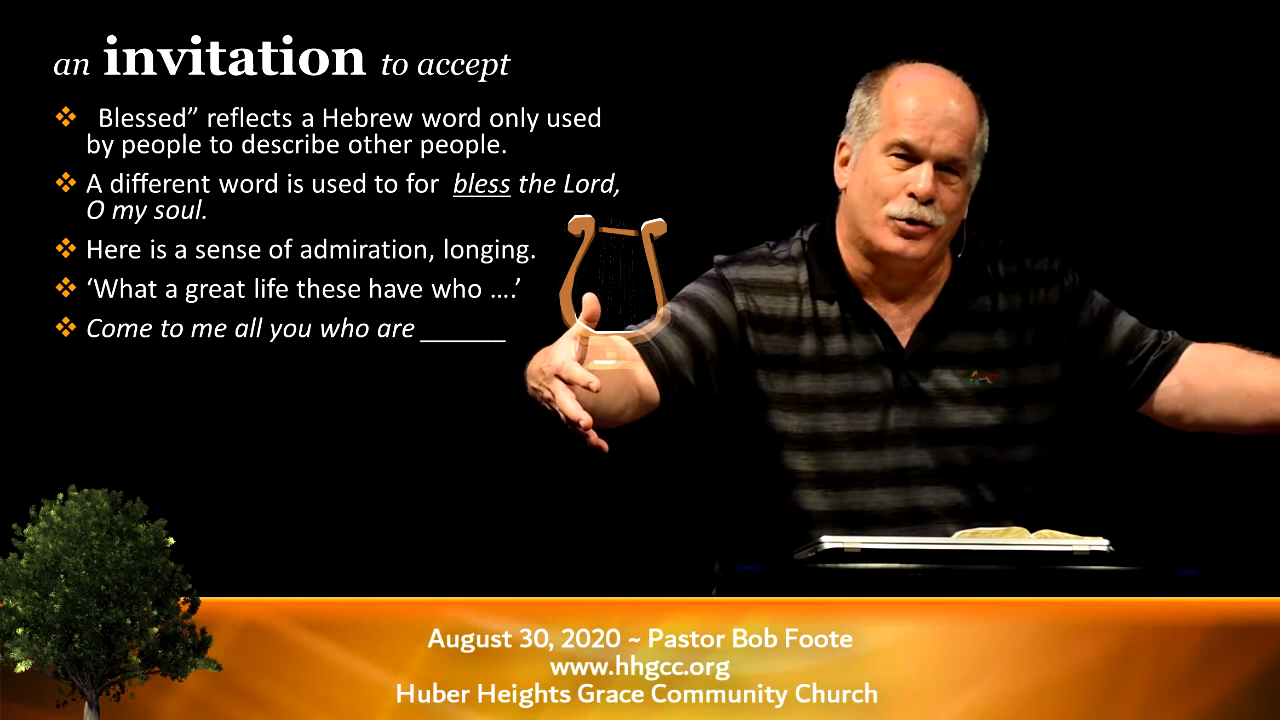 an invitation to accept
❖ Blessed” reflects a Hebrew word only used
by people to describe other people.
❖ A different word is used to for bless the Lord,
O my soul.
❖ Here is a sense of admiration, longing.
❖ ‘What a great life these have who ….’
❖ Come to me all you who are ______
August 30, 2020 ~ Pastor Bob Foote
www.hhgcc.org
Huber Heights Grace Community Church